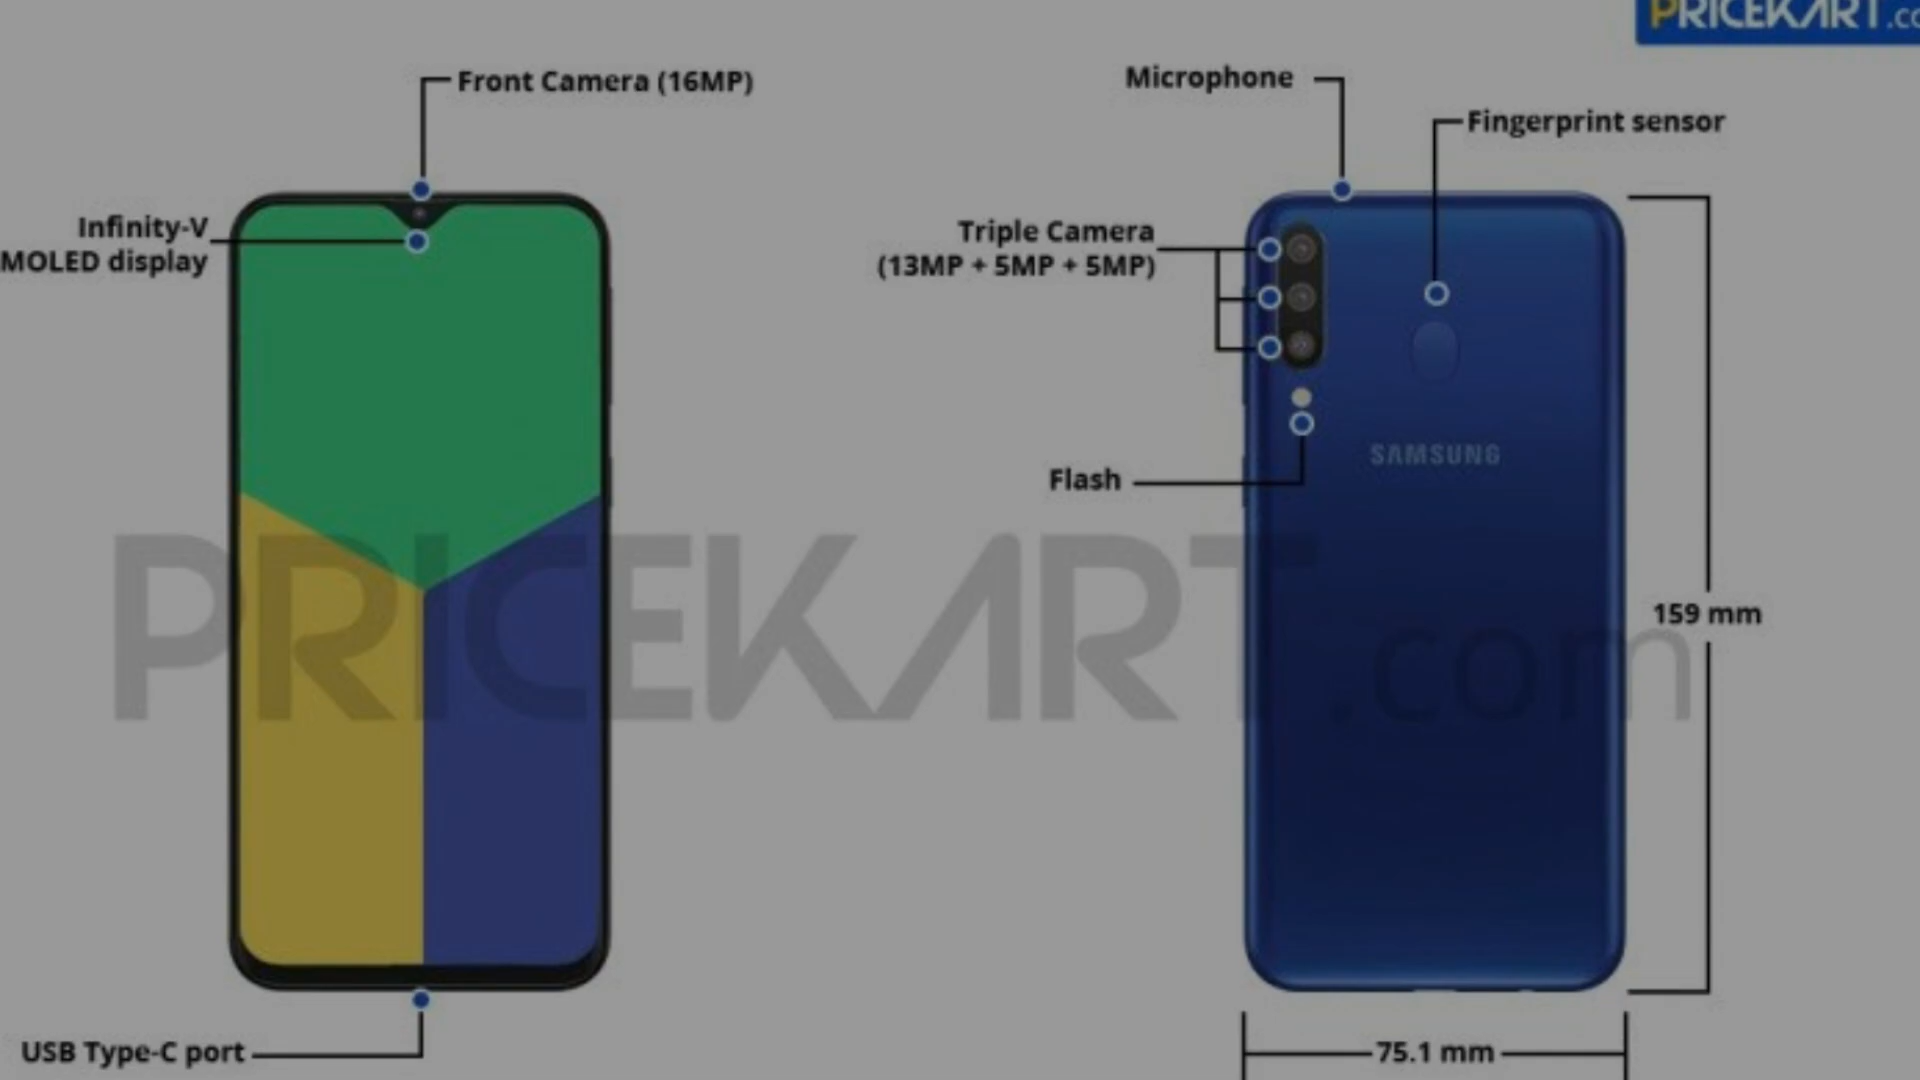 PRICEKART.co
Front Camera (16MP)
Microphone
Fingerprint sensor
Infinity-V
MOLED display
Triple Camera
(13MP + 5MP + 5MP)
SAMSUNG
Flash
PRICEKART.com
159 mm
USB Type-C port
75.1 mm